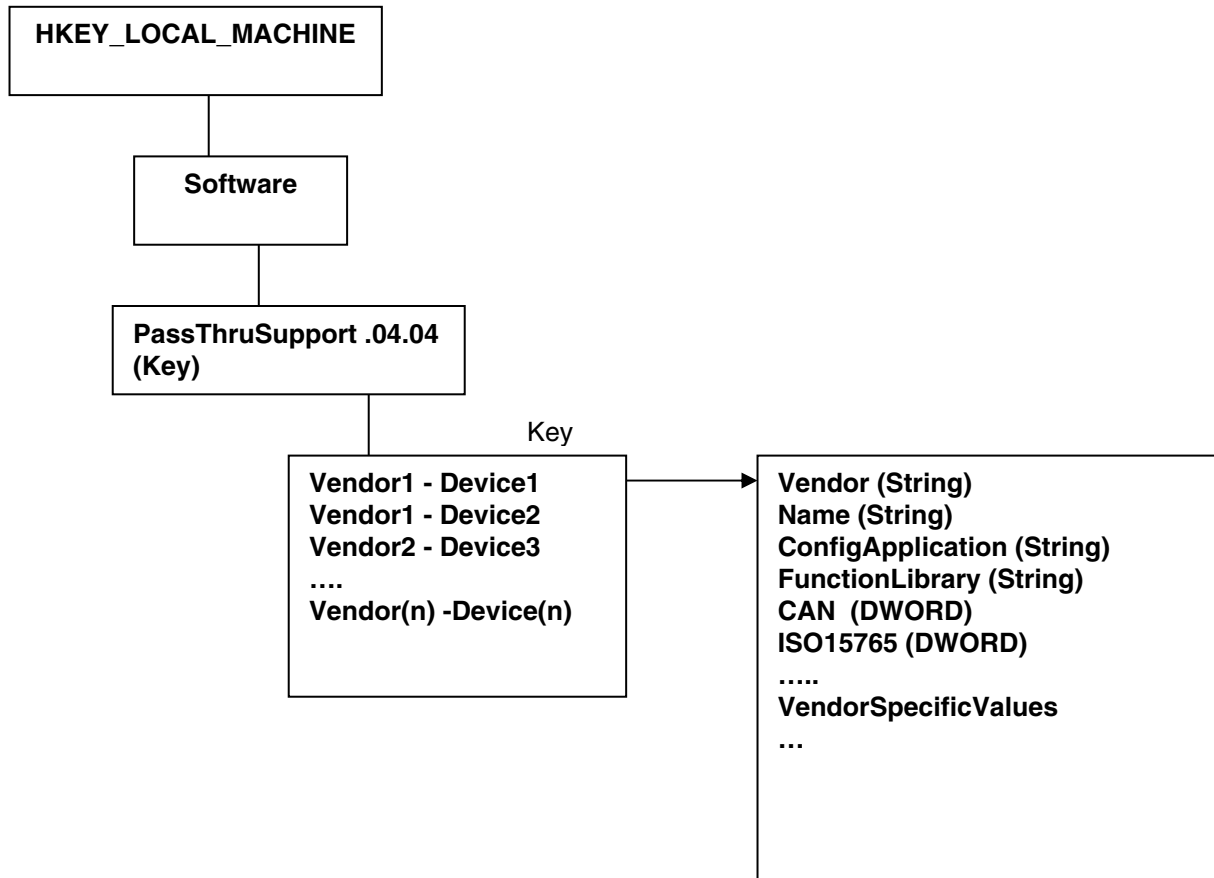 HKEY_LOCAL_MACHINE
Software
PassThruSupport .04.04
(Key)
Key
Vendor1 - Device1
Vendor1 - Device2
Vendor2 - Device3
….
Vendor(n) -Device(n)
Vendor (String)
Name (String)
ConfigApplication (String)
FunctionLibrary (String)
CAN  (DWORD)
ISO15765 (DWORD)
…..
VendorSpecificValues
…